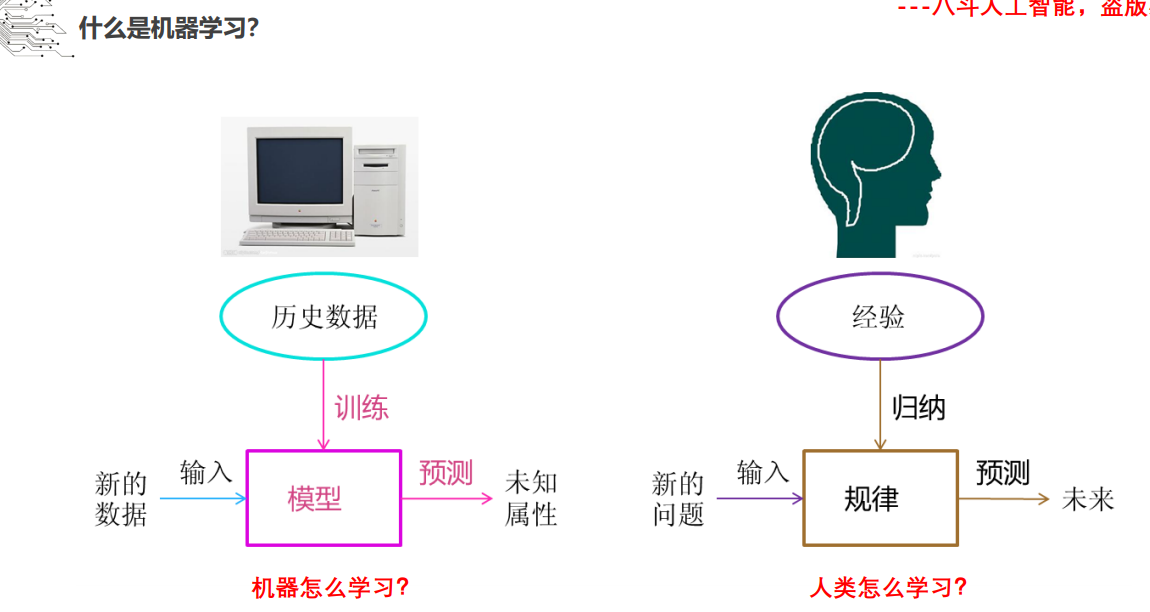 ---八斗人工智能，盗版
什么是机器学习?
历史数据
经验
训练
归纳
新的
数据
输入
模型
预测
未知
属性
新的
问题
输入
规律
预测
未来
机器怎么学习?
人类怎么学习?